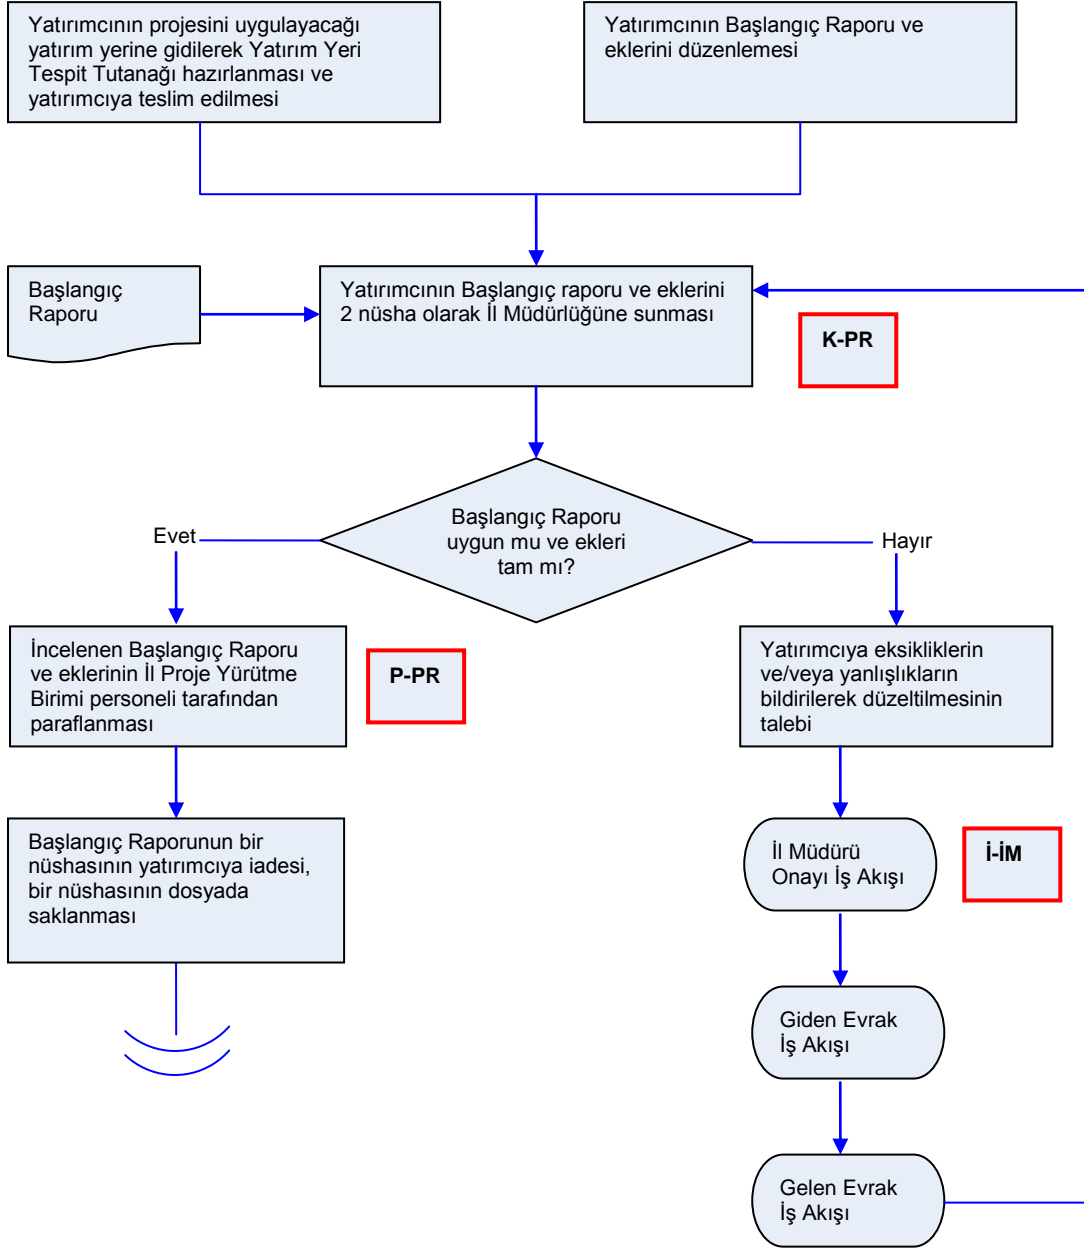 Yatırımcının projesini uygulayacağı
yatırım yerine gidilerek Yatırım Yeri
Tespit Tutanağı hazırlanması ve
yatırımcıya teslim edilmesi
Yatırımcının Başlangıç Raporu ve
eklerini düzenlemesi
Başlangıç
Raporu
Yatırımcının Başlangıç raporu ve eklerini
2 nüsha olarak İl Müdürlüğüne sunması
K-PR
Başlangıç Raporu
uygun mu ve ekleri
tam mı?
Evet
Hayır
İncelenen Başlangıç Raporu
ve eklerinin İl Proje Yürütme
Birimi personeli tarafından
paraflanması
P-PR
Yatırımcıya eksikliklerin
ve/veya yanlışlıkların
bildirilerek düzeltilmesinin
talebi
Başlangıç Raporunun bir
nüshasının yatırımcıya iadesi,
bir nüshasının dosyada
saklanması
İl Müdürü
Onayı İş Akışı
İ-İM
Giden Evrak
İş Akışı
Gelen Evrak
İş Akışı